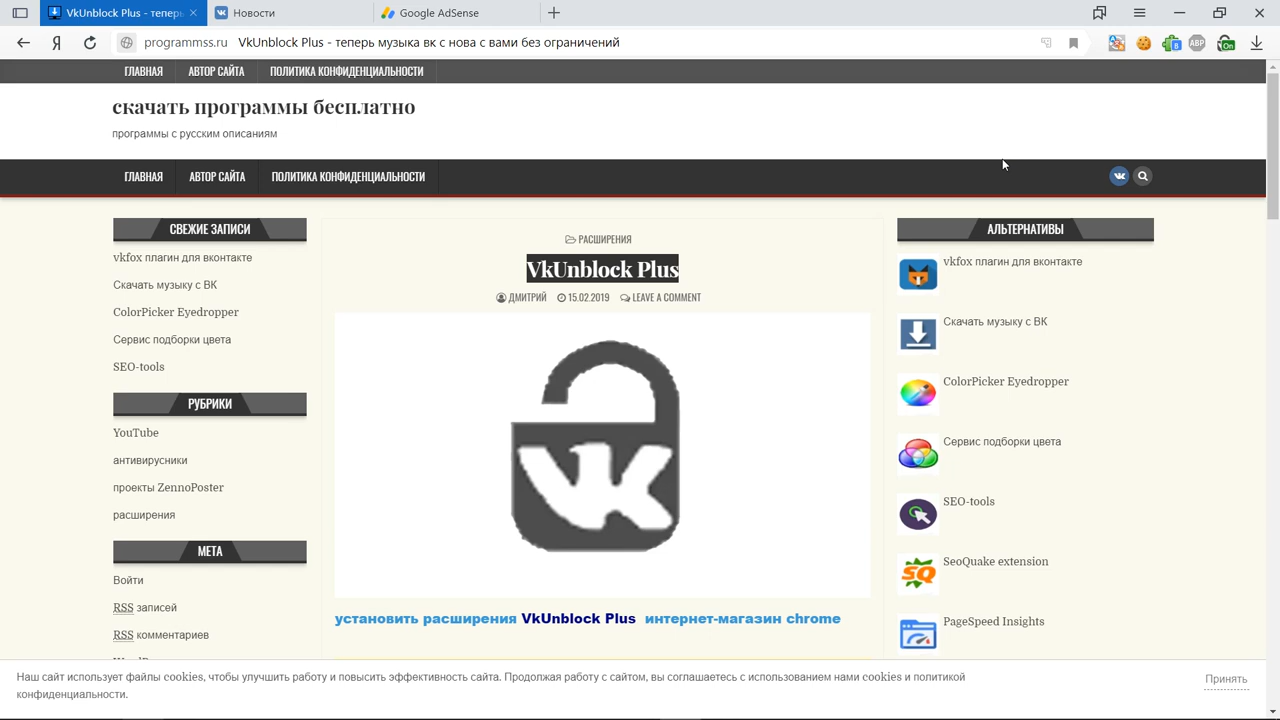 VkUnblock Plus - теперь
Новости
Google AdSense
Я
programmss.ru
VkUnblock Plus - теперь музыка вк с нова с вами без ограничений
ABP
On
ГЛАВНАЯ
АВТОР САЙТА
ПОЛИТИКА КОНФИДЕНЦИАЛЬНОСТИ
скачать программы бесплатно
программы с русским описаниям
ГЛАВНАЯ
АВТОР САЙТА
ПОЛИТИКА КОНФИДЕНЦИАЛЬНОСТИ
СВЕЖИЕ ЗАПИСИ
vkfox плагин для вконтакте
Скачать музыку с ВК
ColorPicker Eyedropper
Сервис подборки цвета
SEO-tools
РУБРИКИ
YouTube
антивирусники
проекты ZennoPoster
расширения
МЕТА
Войти
RSS записей
RSS комментариев
РАСШИРЕНИЯ
VkUnblock Plus
ДМИТРИЙ
15.02.2019
LEAVE A COMMENT
установить расширения VkUnblock Plus интернет-магазин chrome
АЛЬТЕРНАТИВЫ
vkfox плагин для вконтакте
Скачать музыку с ВК
ColorPicker Eyedropper
Сервис подборки цвета
SEO-tools
SQ
SeoQuake extension
PageSpeed Insights
Наш сайт использует файлы cookies, чтобы улучшить работу и повысить эффективность сайта. Продолжая работу с сайтом, вы соглашаетесь с использованием нами cookies и политикой
конфиденциальности.
Принять